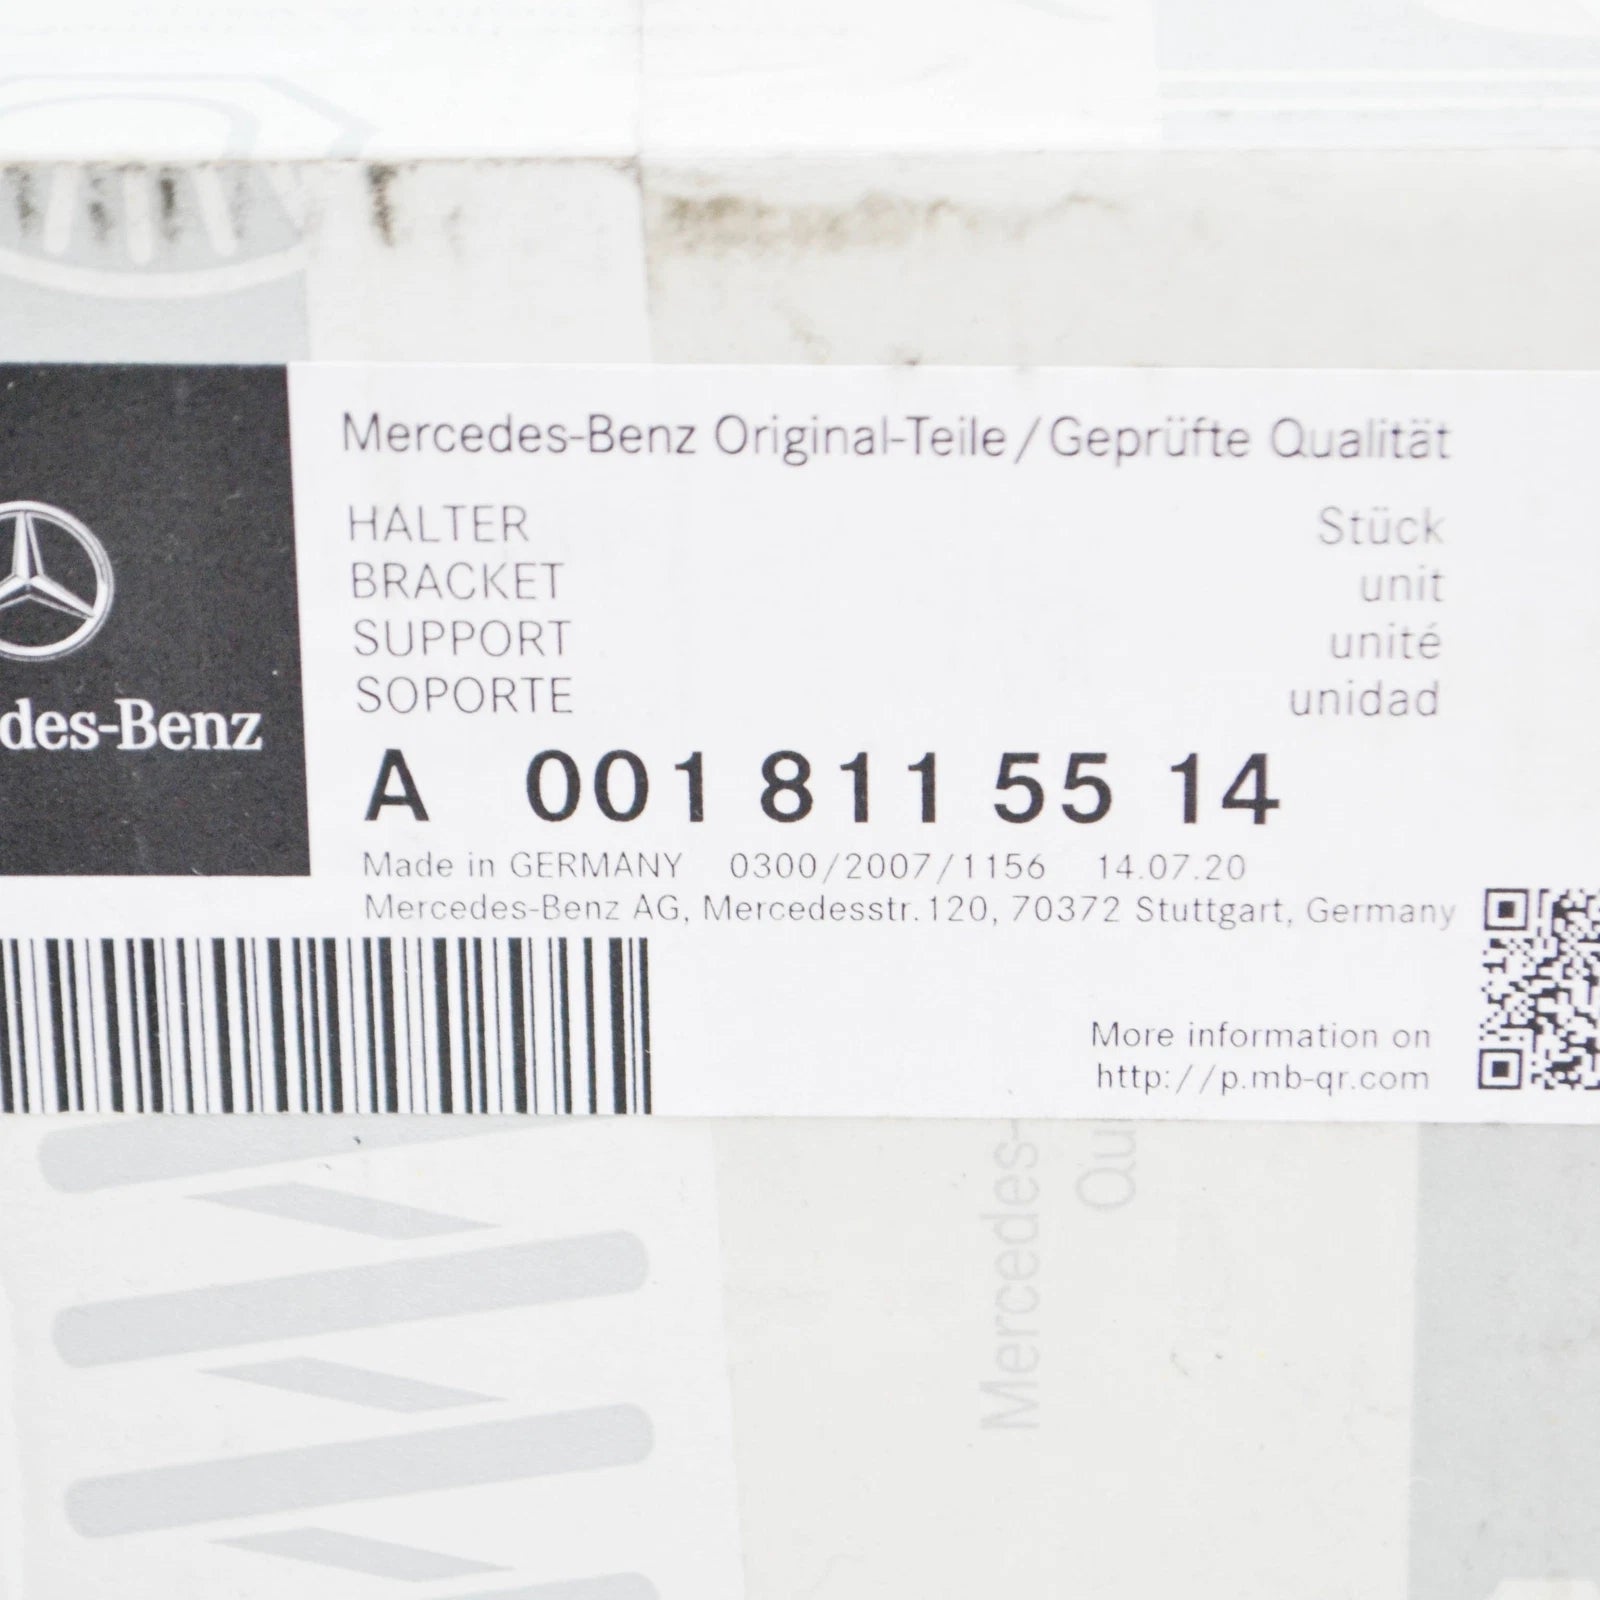 Mercedes-Benz Original-Teile / Geprüfte Qualität
HALTER Stück
BRACKET unit
SUPPORT unité
SOPORTE unidad
des-Benz
A 001 811 55 14
Made in GERMANY 0300/2007/1156 14.07.20
Mercedes-Benz AG, Mercedesstr. 120, 70372 Stuttgart, Germany
More information on
http://p.mb-qr.com
Mercedes-
Qu